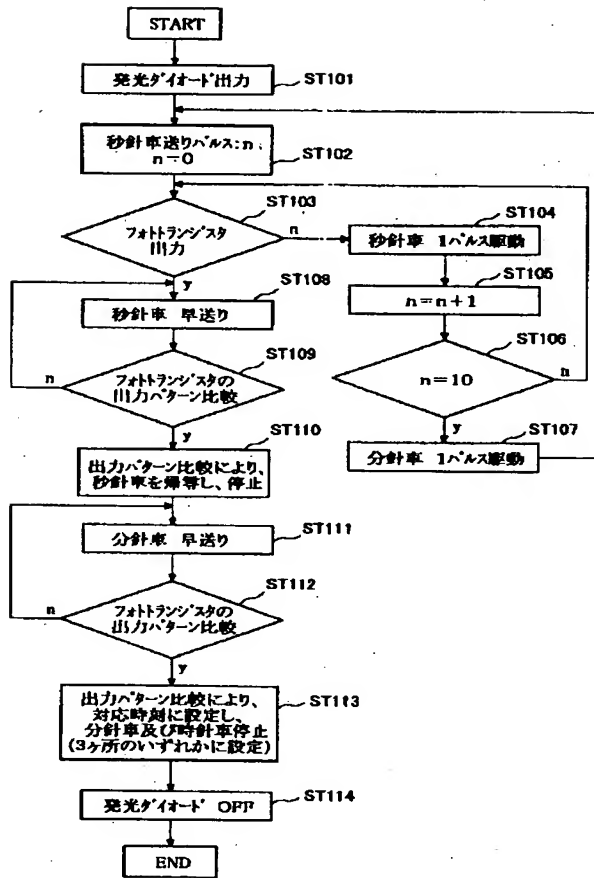 START
発光ダイオード出力
ST101
秒針車送りパルス:n,
n=0
ST102
ST103
フォトトランジスタ
出力
n
y
ST104
秒針車 1パルス駆動
ST105
n=n+1
ST106
n=10
n
y
ST107
分針車 1パルス駆動
ST108
秒針車 早送り
ST109
フォトトランジスタの
出力パターン比較
n
y
ST110
出力パターン比較により、
秒針車を帰零し、停止
ST111
分針車 早送り
ST112
フォトトランジスタの
出力パターン比較
n
y
出力パターン比較により、
対応時刻に設定し、
分針車及び時針車停止
(3ヶ所のいずれかに設定)
ST113
発光ダイオード OFF
ST114
END